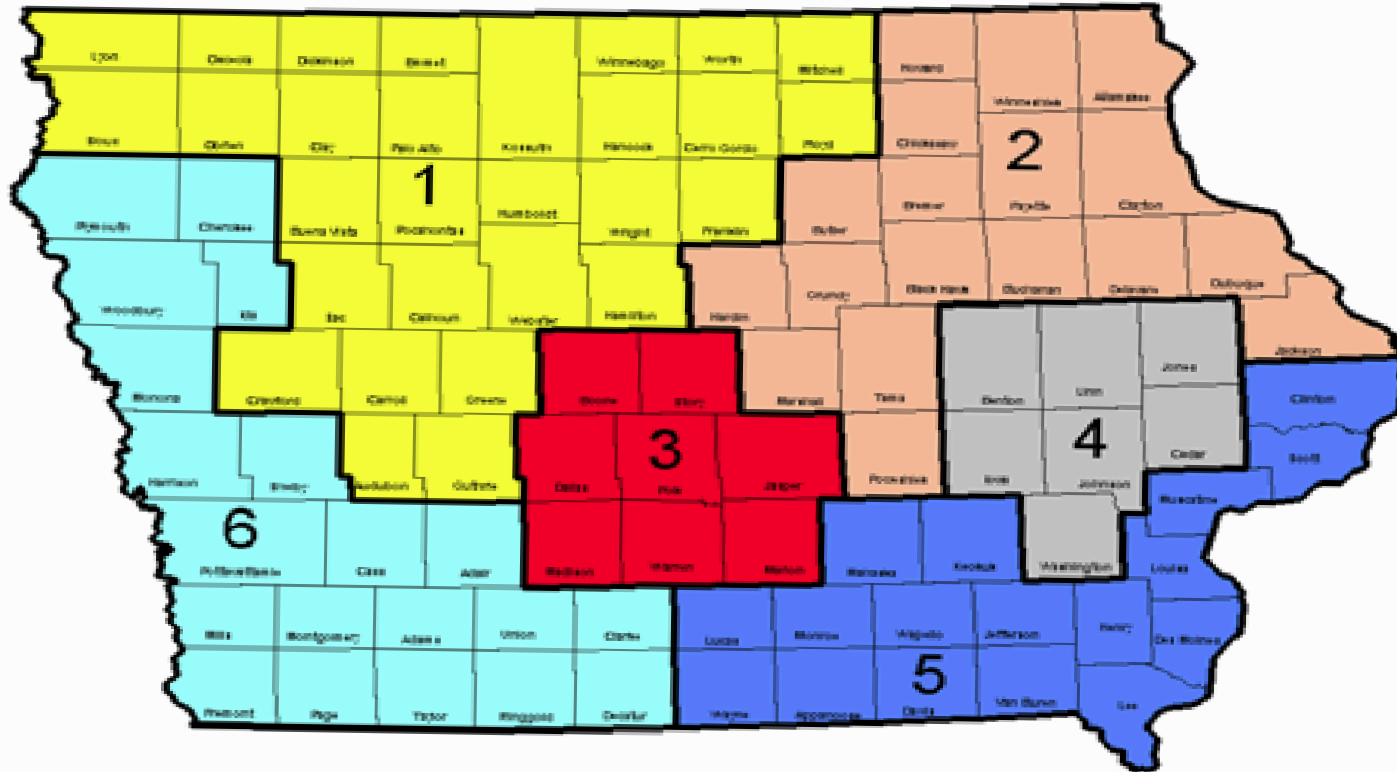 Lyon Osceola Dickinson Emmet Winnebago Worth Mitchell Howard Winneshiek Allamakee
Sioux Obrien Clay Palo Alto Kossuth Hancock Cerro Gordo Floyd Chickasaw
1
2
Plymouth Cherokee Buena Vista Pocahontas Humboldt Wright Franklin Butler Bremer Fayette Clayton
Woodbury Ida Sac Calhoun Webster Hamilton Hardin Grundy Black Hawk Buchanan Delaware Dubuque
Monona Crawford Carroll Greene Boone Story Marshall Tama Benton Linn Jones Jackson
3
4
Harrison Shelby Audubon Guthrie Dallas Polk Jasper Poweshiek Iowa Johnson Cedar Clinton
Scott
6
Pottawattamie Cass Adair Madison Warren Marion Mahaska Keokuk Washington Louisa Muscatine
Mills Montgomery Adams Union Clarke Lucas Monroe Wapello Jefferson Henry Des Moines
5
Fremont Page Taylor Ringgold Decatur Wayne Appanoose Davis Van Buren Lee